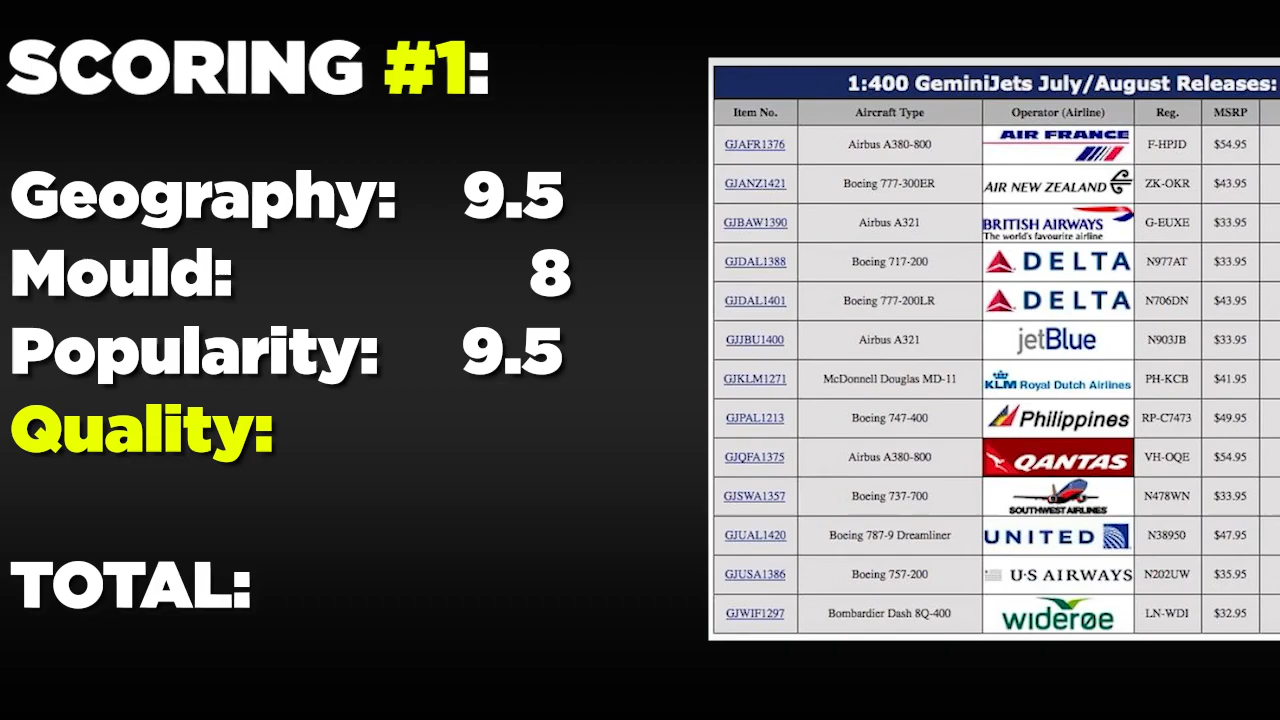 SCORING #1:
Geography: 9.5
Mould: 8
Popularity: 9.5
Quality:
TOTAL:
1:400 GeminiJets July/August Releases:
Item No. Aircraft Type Operator (Airline) Reg. MSRP
GJAFR1376 Airbus A380-800 AIR FRANCE F-HPJD $54.95
GJANZ1421 Boeing 777-300ER AIR NEW ZEALAND ZK-OKR $43.95
GJBAW1390 Airbus A321 BRITISH AIRWAYS The world's favourite airline G-EUXE $33.95
GJDAL1388 Boeing 717-200 DELTA N977AT $33.95
GJDAL1401 Boeing 777-200LR DELTA N706DN $43.95
GJJBU1400 Airbus A321 jetBlue N903JB $33.95
GJKLM1271 McDonnell Douglas MD-11 KLM Royal Dutch Airlines PH-KCB $41.95
GJPAL1213 Boeing 747-400 Philippines RP-C7473 $49.95
GJQFA1375 Airbus A380-800 QANTAS VH-OQE $54.95
GJSWA1357 Boeing 737-700 SOUTHWEST AIRLINES N478WN $33.95
GJUAL1420 Boeing 787-9 Dreamliner UNITED N38950 $47.95
GJUSA1386 Boeing 757-200 U·S AIRWAYS N202UW $35.95
GJWIF1297 Bombardier Dash 8Q-400 widerøe LN-WDI $32.95